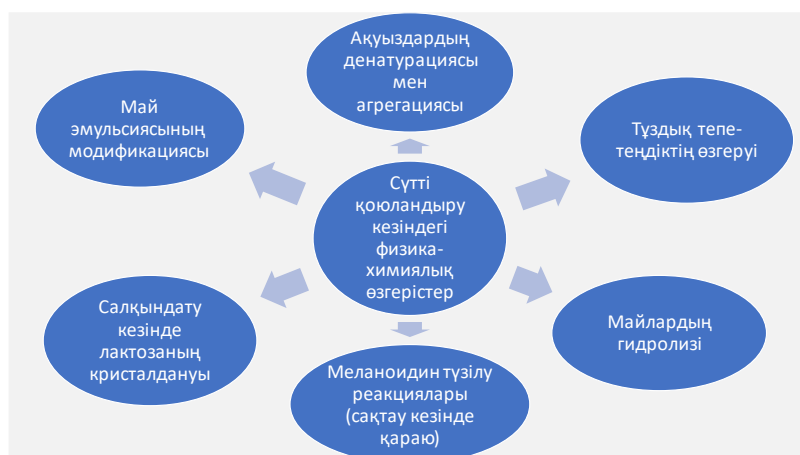 Ақуыздардың
денатурациясы
мен
агрегациясы
Май
эмульсиясының
модификациясы
Тұздық тепе-
теңдіктің өзгеруі
Сүтті
қоюландыру
кезіндегі
физика-
химиялық
өзгерістер
Салқындату
кезінде
лактозаның
кристалдануы
Майлардың
гидролизі
Меланоидин түзілу
реакциялары
(сақтау кезінде
қараю)